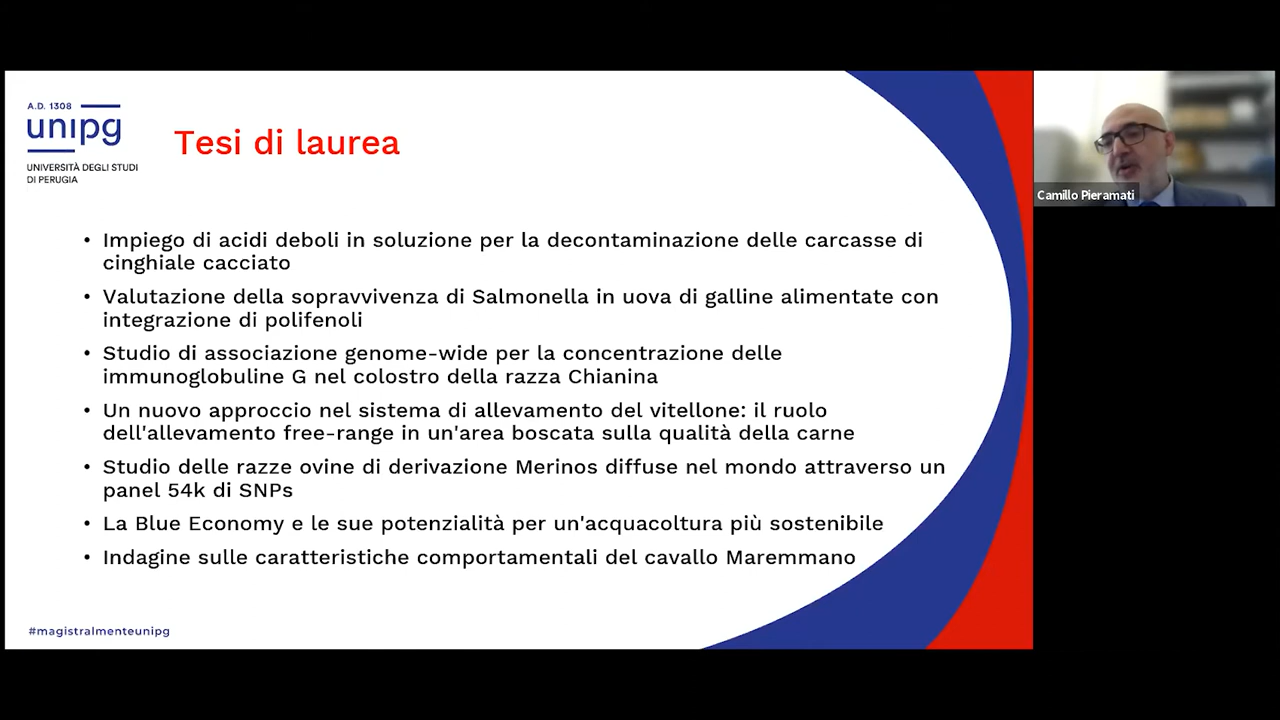 A.D. 1308
unipg
UNIVERSITÀ DEGLI STUDI
DI PERUGIA
Tesi di laurea
• Impiego di acidi deboli in soluzione per la decontaminazione delle carcasse di
cinghiale cacciato
• Valutazione della sopravvivenza di Salmonella in uova di galline alimentate con
integrazione di polifenoli
• Studio di associazione genome-wide per la concentrazione delle
immunoglobuline G nel colostro della razza Chianina
• Un nuovo approccio nel sistema di allevamento del vitellone: il ruolo
dell'allevamento free-range in un'area boscata sulla qualità della carne
• Studio delle razze ovine di derivazione Merinos diffuse nel mondo attraverso un
panel 54k di SNPs
• La Blue Economy e le sue potenzialità per un'acquacoltura più sostenibile
• Indagine sulle caratteristiche comportamentali del cavallo Maremmano
#magistralmenteunipg
Camillo Pieramati